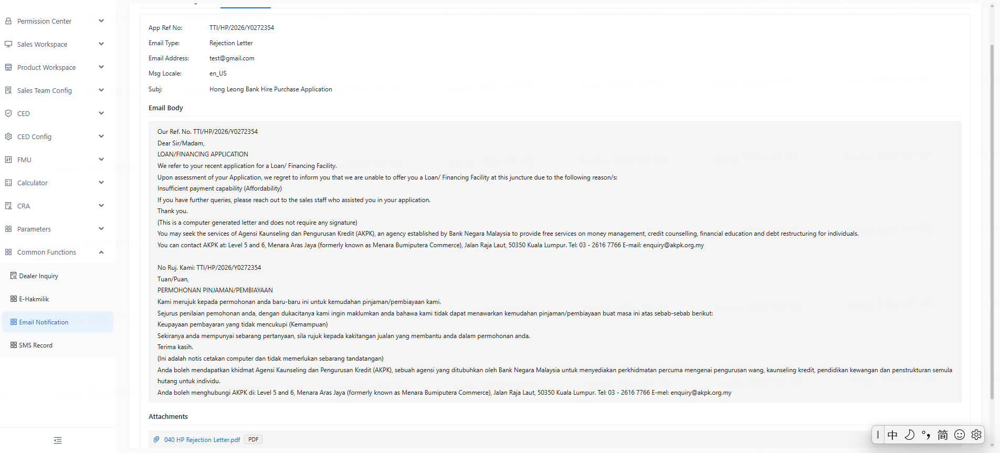 Permission Center
Sales Workspace
Product Workspace
Sales Team Config
CED
CED Config
FMU
Calculator
CRA
Parameters
Common Functions
Dealer Inquiry
E-Hakmilik
Email Notification
SMS Record
App Ref No: TTI/HP/2026/Y0272354
Email Type: Rejection Letter
Email Address: test@gmail.com
Msg Locale: en_US
Subj: Hong Leong Bank Hire Purchase Application
Email Body
Our Ref. No. TTI/HP/2026/Y0272354
Dear Sir/Madam,
LOAN/FINANCING APPLICATION
We refer to your recent application for a Loan/ Financing Facility.
Upon assessment of your Application, we regret to inform you that we are unable to offer you a Loan/ Financing Facility at this juncture due to the following reason/s:
Insufficient payment capability (Affordability)
If you have further queries, please reach out to the sales staff who assisted you in your application.
Thank you.
(This is a computer generated letter and does not require any signature)
You may seek the services of Agensi Kaunseling dan Pengurusan Kredit (AKPK), an agency established by Bank Negara Malaysia to provide free services on money management, credit counselling, financial education and debt restructuring for individuals.
You can contact AKPK at: Level 5 and 6, Menara Aras Jaya (formerly known as Menara Bumiputera Commerce), Jalan Raja Laut, 50350 Kuala Lumpur. Tel: 03 - 2616 7766 E-mail: enquiry@akpk.org.my
No Ruj. Kami: TTI/HP/2026/Y0272354
Tuan/Puan,
PERMOHONAN PINJAMAN/PEMBIAYAAN
Kami merujuk kepada permohonan anda baru-baru ini untuk kemudahan pinjaman/pembiayaan kami.
Sejurus penilaian pemohonan anda, dengan dukacitanya kami ingin maklumkan anda bahawa kami tidak dapat menawarkan kemudahan pinjaman/pembiayaan buat masa ini atas sebab-sebab berikut:
Keupayaan pembayaran yang tidak mencukupi (Kemampuan)
Sekiranya anda mempunyai sebarang pertanyaan, sila rujuk kepada kakitangan jualan yang membantu anda dalam permohonan anda.
Terima kasih.
(Ini adalah notis cetakan computer dan tidak memerlukan sebarang tandatangan)
Anda boleh mendapatkan khidmat Agensi Kaunseling dan Pengurusan Kredit (AKPK), sebuah agensi yang ditubuhkan oleh Bank Negara Malaysia untuk menyediakan perkhidmatan percuma mengenai pengurusan wang, kaunseling kredit, pendidikan kewangan dan penstrukturan semula
hutang untuk individu.
Anda boleh menghubungi AKPK di: Level 5 and 6, Menara Aras Jaya (formerly known as Menara Bumiputera Commerce), Jalan Raja Laut, 50350 Kuala Lumpur. Tel: 03 - 2616 7766 E-mel: enquiry@akpk.org.my
Attachments
040 HP Rejection Letter.pdf PDF
中 简